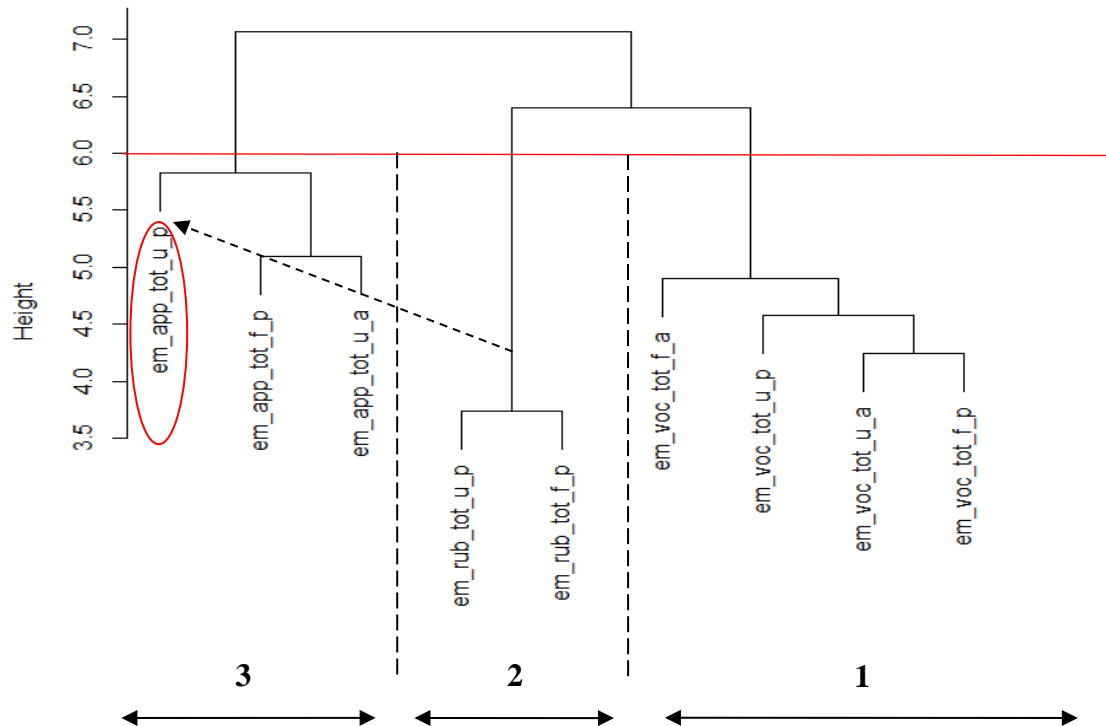 Height
7.0
6.5
6.0
5.5
5.0
4.5
4.0
3.5
em_app_tot_u_p
em_app_tot_f_p
em_app_tot_u_a
em_rub_tot_u_p
em_rub_tot_f_p
em_voc_tot_f_a
em_voc_tot_u_p
em_voc_tot_u_a
em_voc_tot_f_p
3 2 1